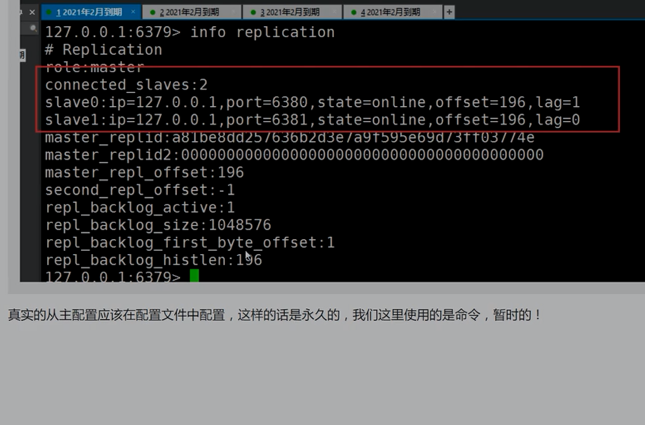 1 2021年2月到期 × 2 2021年2月到期 3 2021年2月到期 4 2021年2月到期 +
127.0.0.1:6379> info replication
# Replication
role:master
connected_slaves:2
slave0:ip=127.0.0.1,port=6380,state=online,offset=196,lag=1
slave1:ip=127.0.0.1,port=6381,state=online,offset=196,lag=0
master_replid:a81be8dd257636b2d3e7a9f595e69d73ff03774e
master_replid2:0000000000000000000000000000000000000000
master_repl_offset:196
second_repl_offset:-1
repl_backlog_active:1
repl_backlog_size:1048576
repl_backlog_first_byte_offset:1
repl_backlog_histlen:196
127.0.0.1:6379>
真实的从主配置应该在配置文件中配置，这样的话是永久的，我们这里使用的是命令，暂时的！